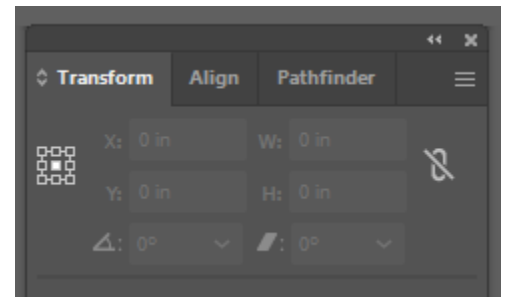 Transform Align Pathfinder
X: 0 in W: 0 in
Y: 0 in H: 0 in
: 0° : 0°